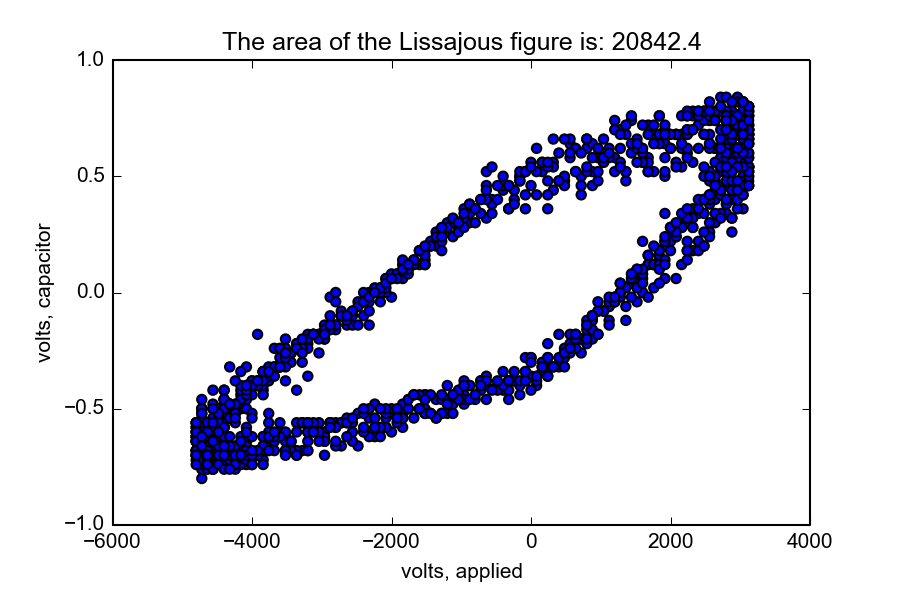 The area of the Lissajous figure is: 20842.4
1.0
0.5
0.0
−0.5
−1.0
volts, capacitor
−6000 −4000 −2000 0 2000 4000
volts, applied